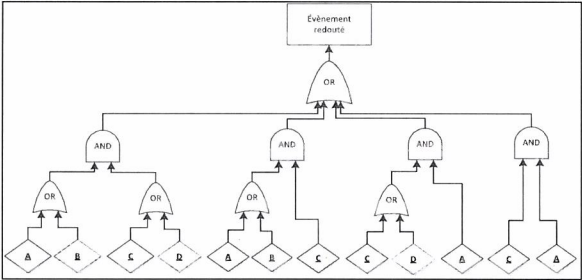 Évènement
redouté
OR
AND AND AND AND
OR OR OR OR
A B C D A B C C D A C A